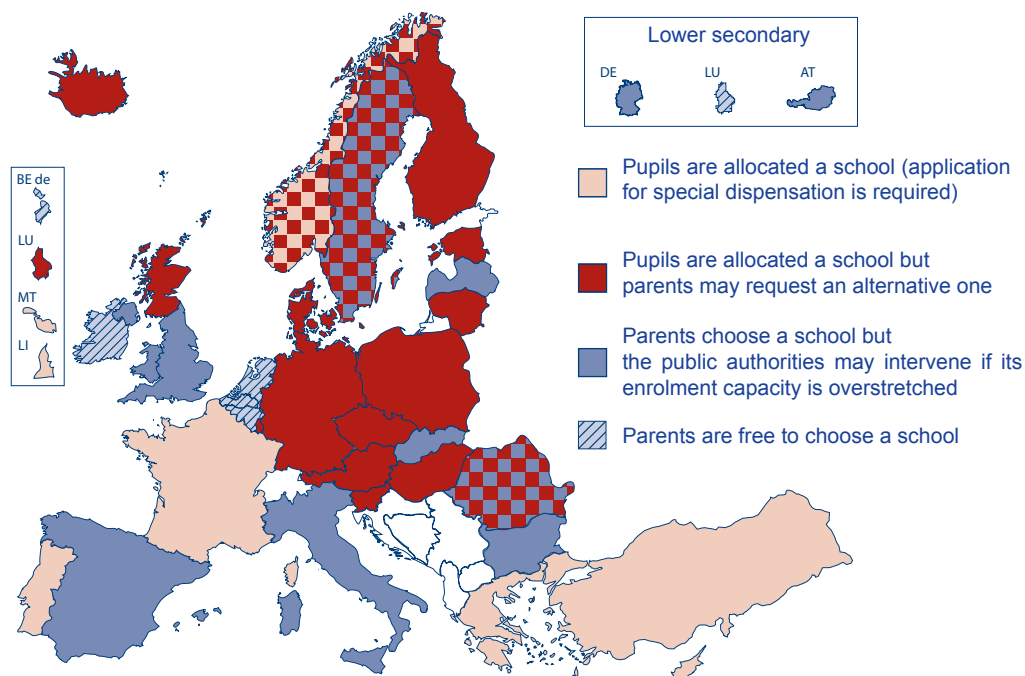 Lower secondary
DE LU AT
BE de
LU
MT
LI
Pupils are allocated a school (application
for special dispensation is required)
Pupils are allocated a school but
parents may request an alternative one
Parents choose a school but
the public authorities may intervene if its
enrolment capacity is overstretched
Parents are free to choose a school